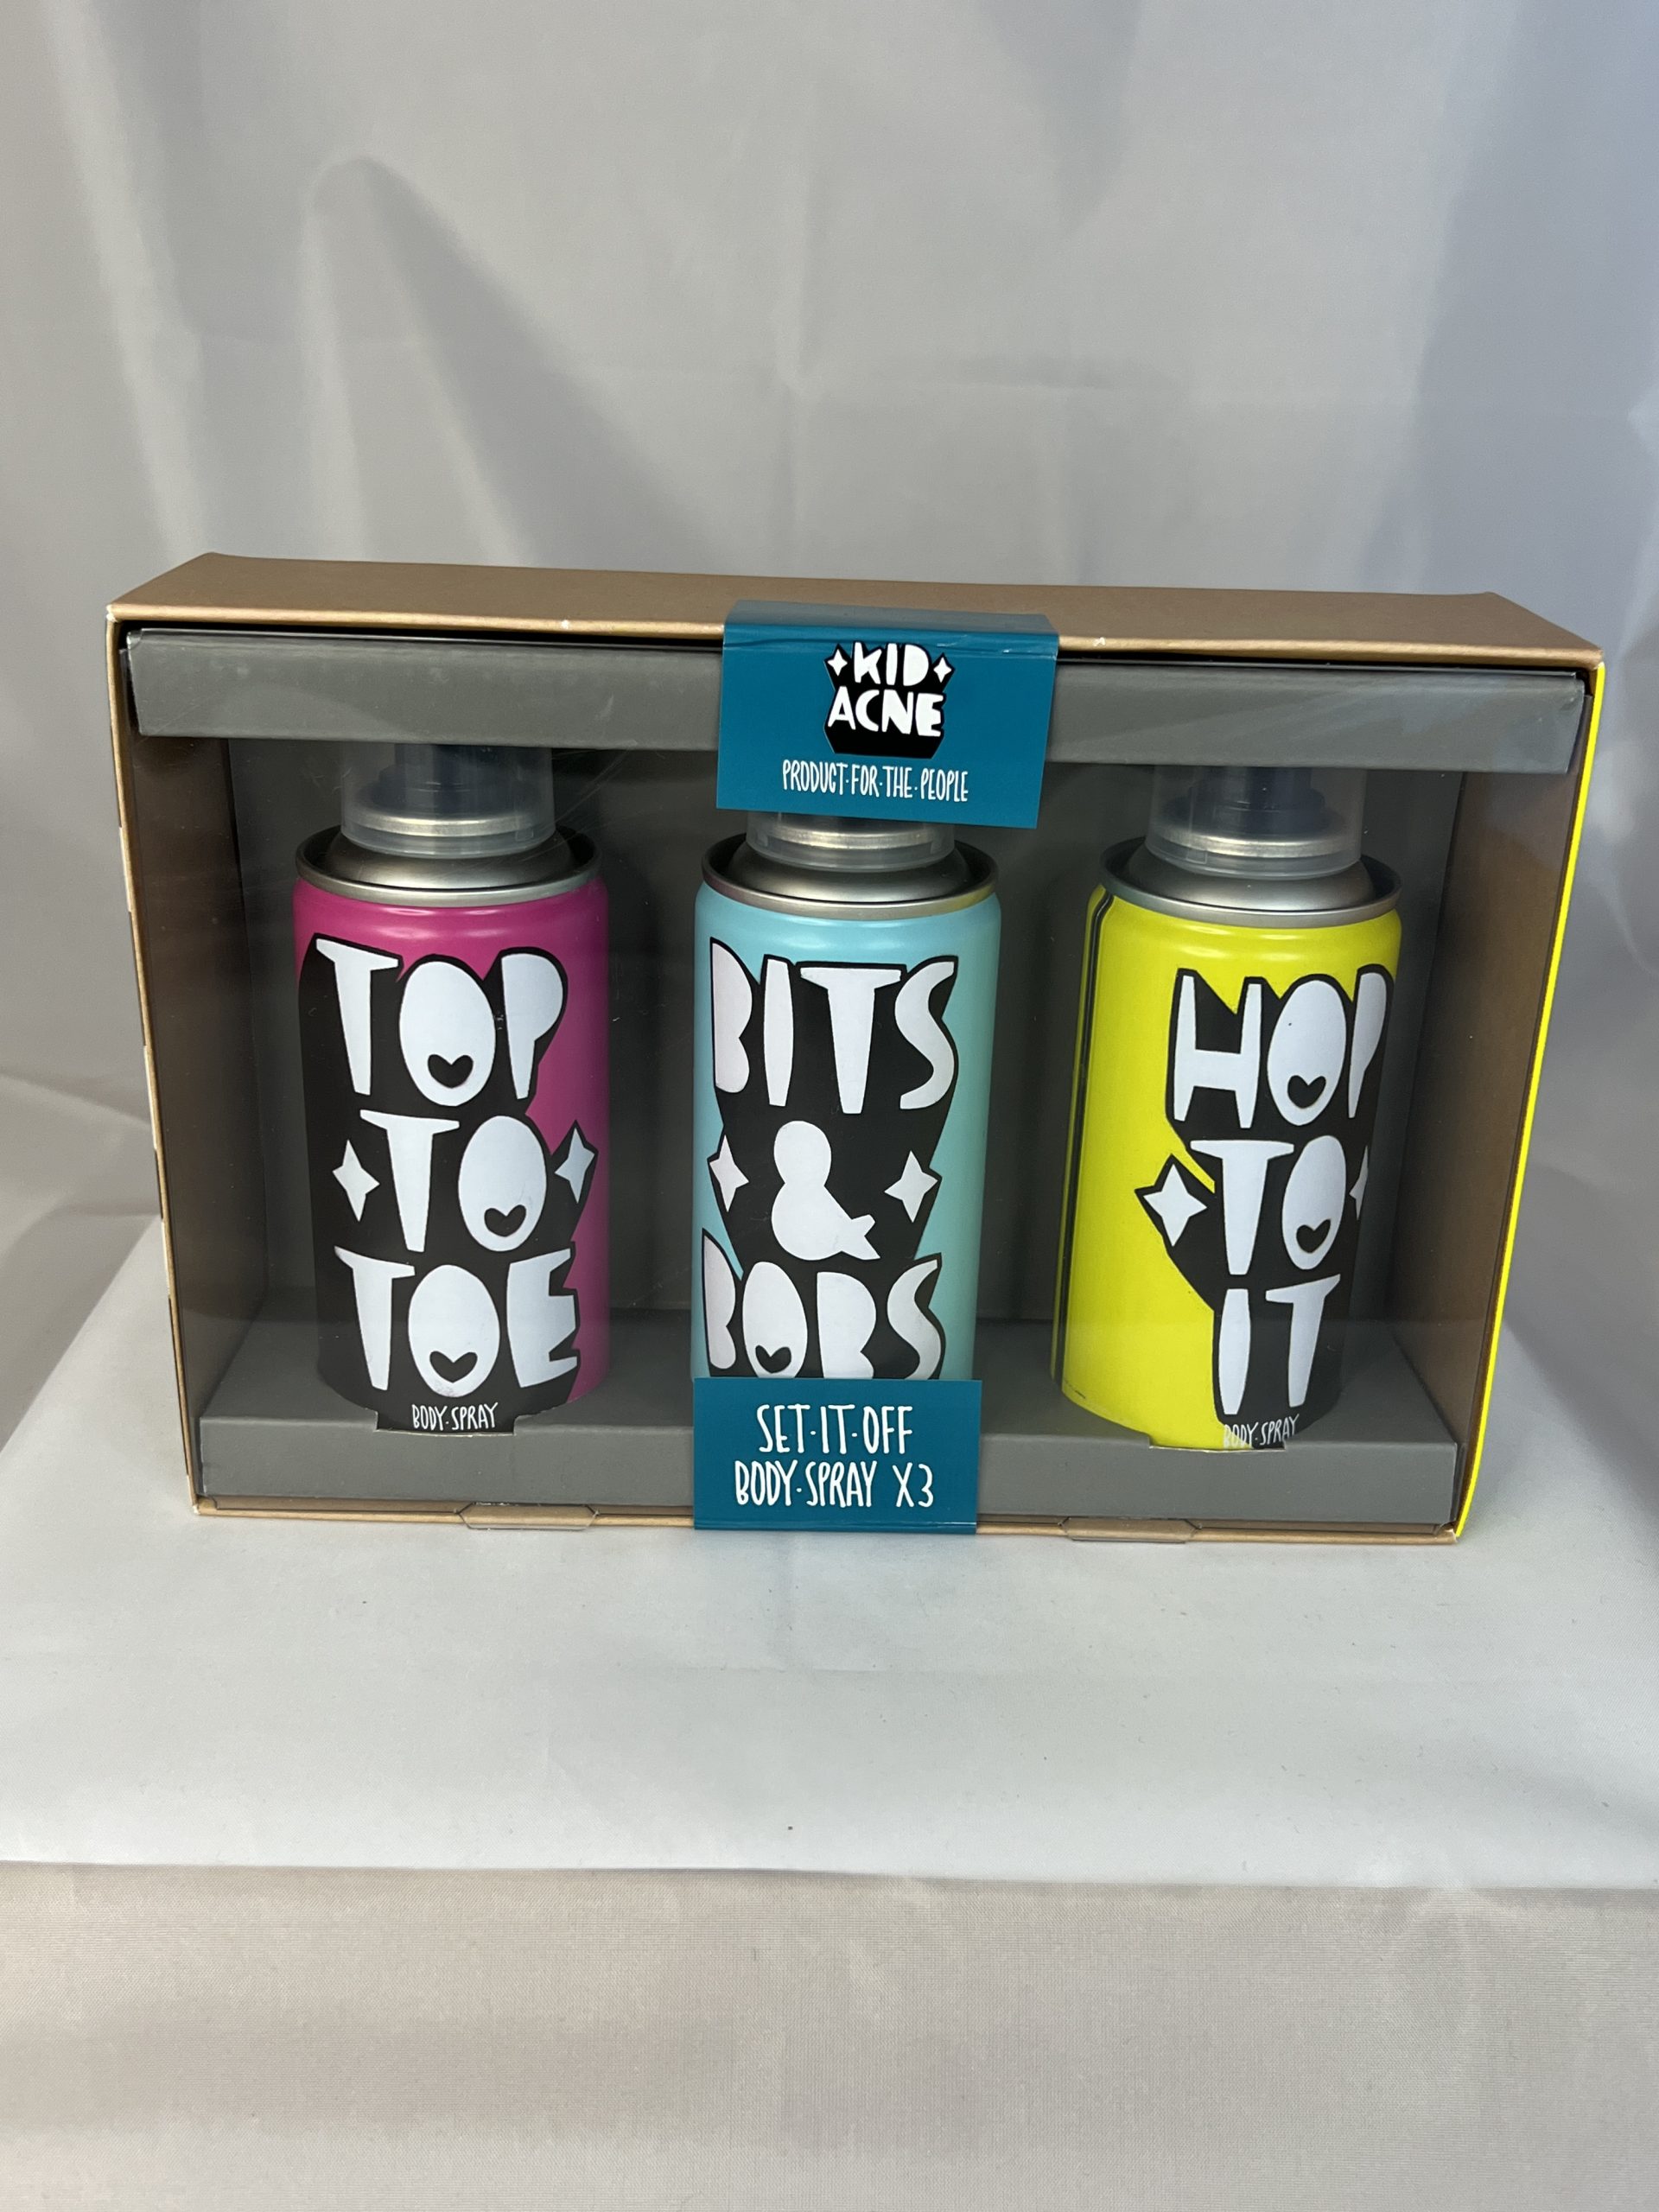 KID
ACNE
PRODUCT·FOR·THE·PEOPLE
TOP
TO
TOE
BODY·SPRAY
BITS
&
BOBS
HOP
TO
IT
BODY·SPRAY
SET·IT·OFF
BODY·SPRAY X3